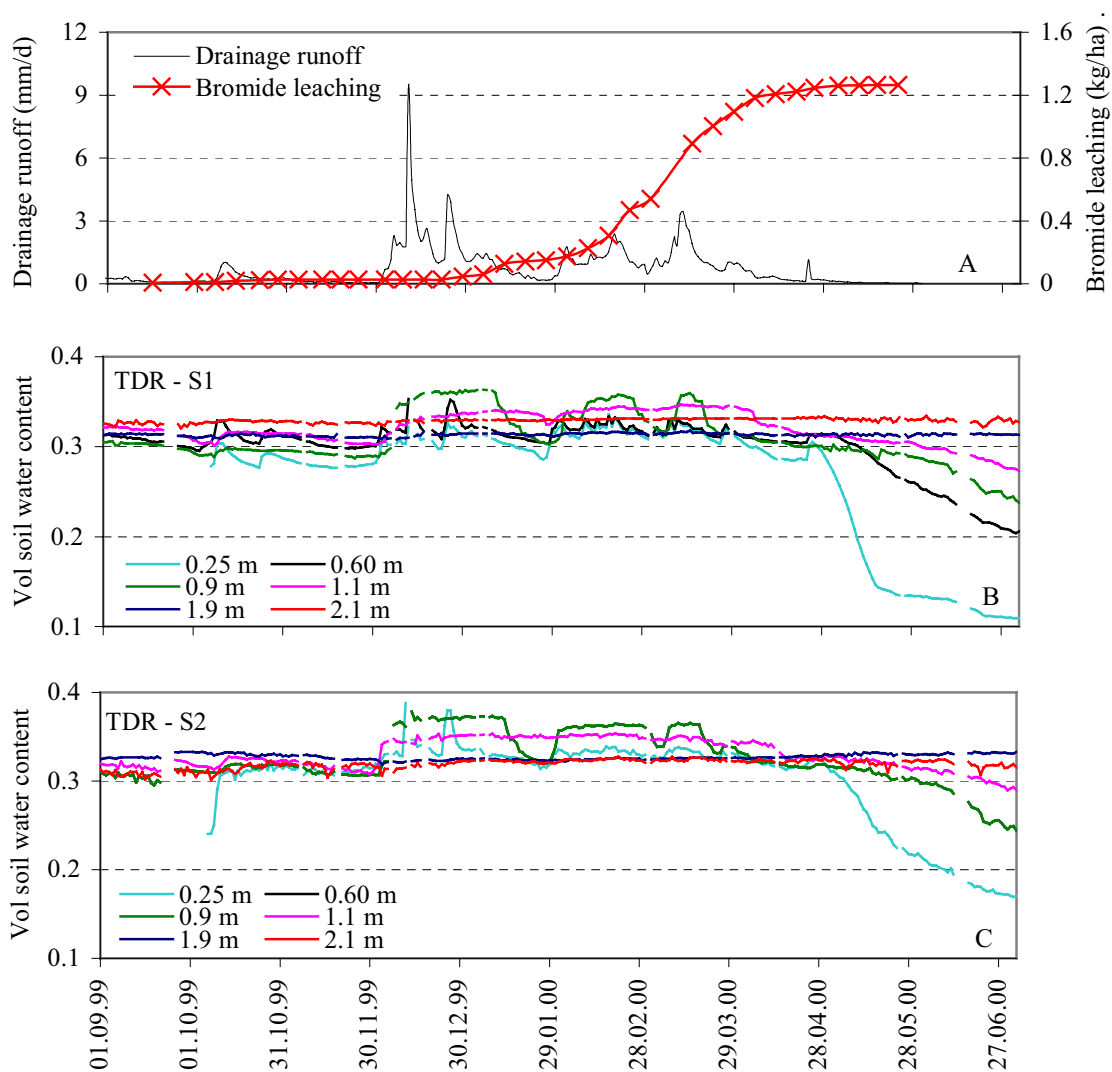 Drainage runoff (mm/d)
12
9
6
3
0
Drainage runoff
Bromide leaching
A
1.6
1.2
0.8
0.4
0
Bromide leaching (kg/ha) .
Vol soil water content
0.4
0.3
0.2
0.1
TDR - S1
0.25 m 0.60 m
0.9 m 1.1 m
1.9 m 2.1 m
B
Vol soil water content
0.4
0.3
0.2
0.1
TDR - S2
0.25 m 0.60 m
0.9 m 1.1 m
1.9 m 2.1 m
C
01.09.99
01.10.99
31.10.99
30.11.99
30.12.99
29.01.00
28.02.00
29.03.00
28.04.00
28.05.00
27.06.00